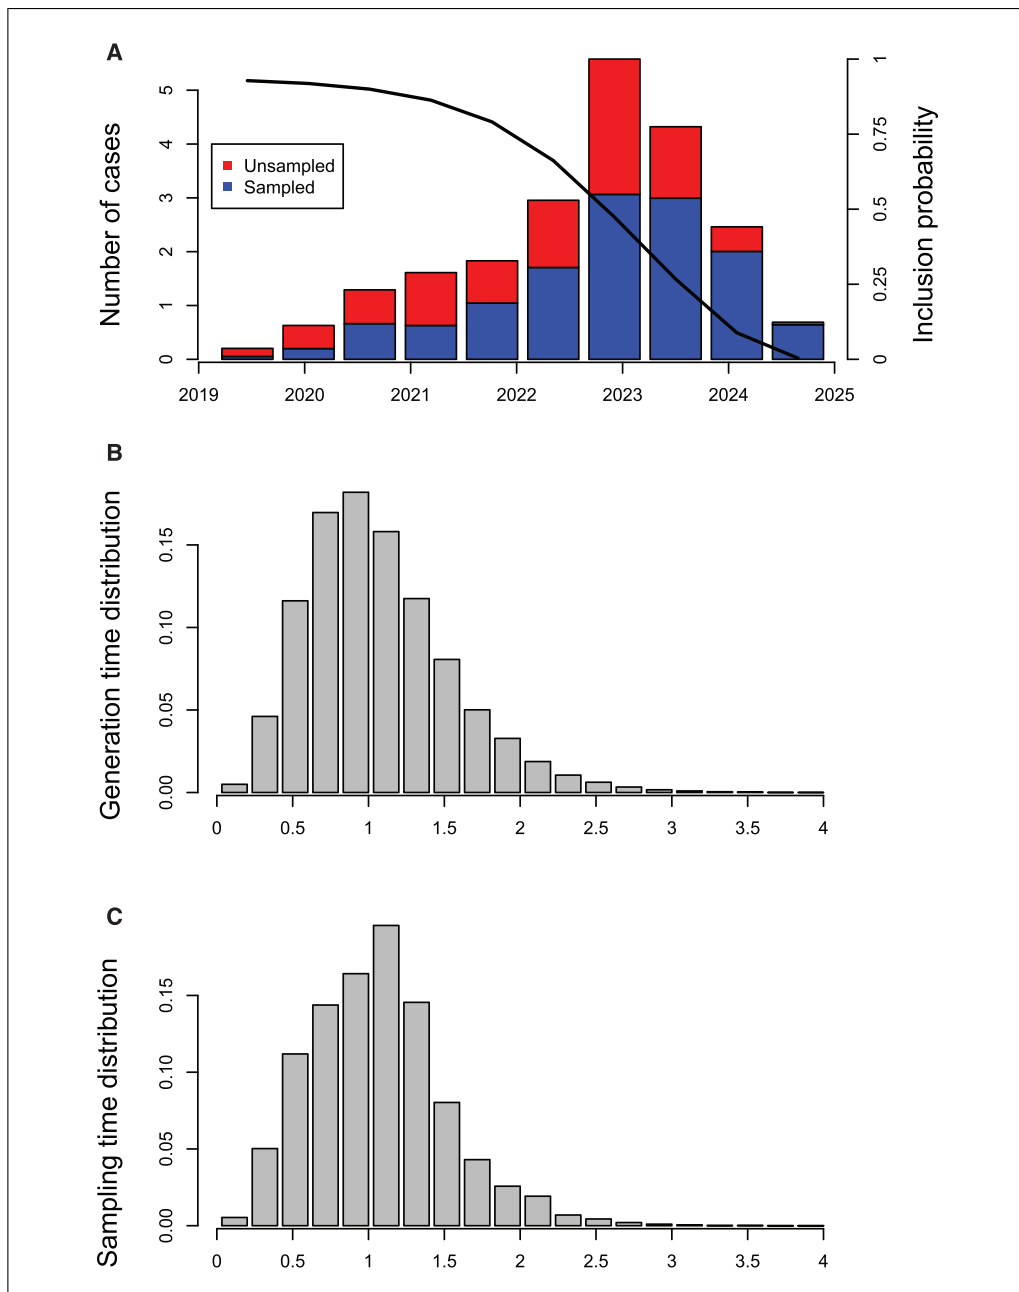 A
Number of cases
0 1 2 3 4 5
Unsampled
Sampled
0 0.25 0.5 0.75 1
Inclusion probability
2019 2020 2021 2022 2023 2024 2025
B
Generation time distribution
0.00 0.05 0.10 0.15
0 0.5 1 1.5 2 2.5 3 3.5 4
C
Sampling time distribution
0.00 0.05 0.10 0.15
0 0.5 1 1.5 2 2.5 3 3.5 4